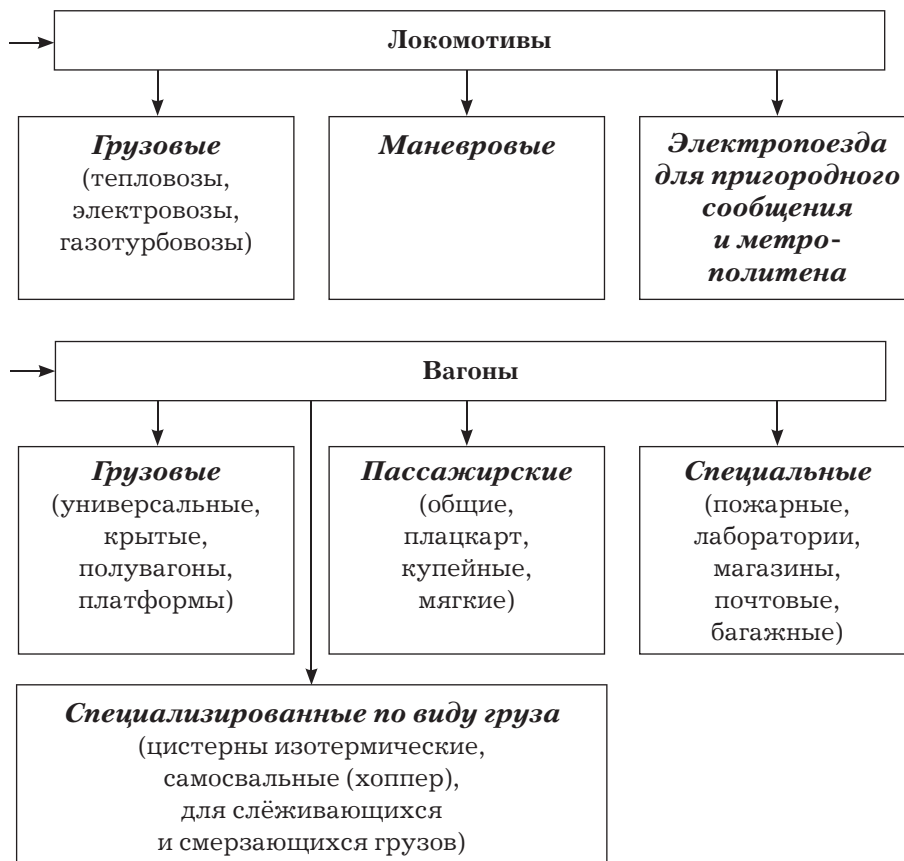 Локомотивы
Грузовые
(тепловозы,
электровозы,
газотурбовозы)
Маневровые
Электропоезда
для пригородного
сообщения
и метро-
политена
Вагоны
Грузовые
(универсальные,
крытые,
полувагоны,
платформы)
Пассажирские
(общие,
плацкарт,
купейные,
мягкие)
Специальные
(пожарные,
лаборатории,
магазины,
почтовые,
багажные)
Специализированные по виду груза
(цистерны изотермические,
самосвальные (хоппер),
для слёживающихся
и смерзающихся грузов)